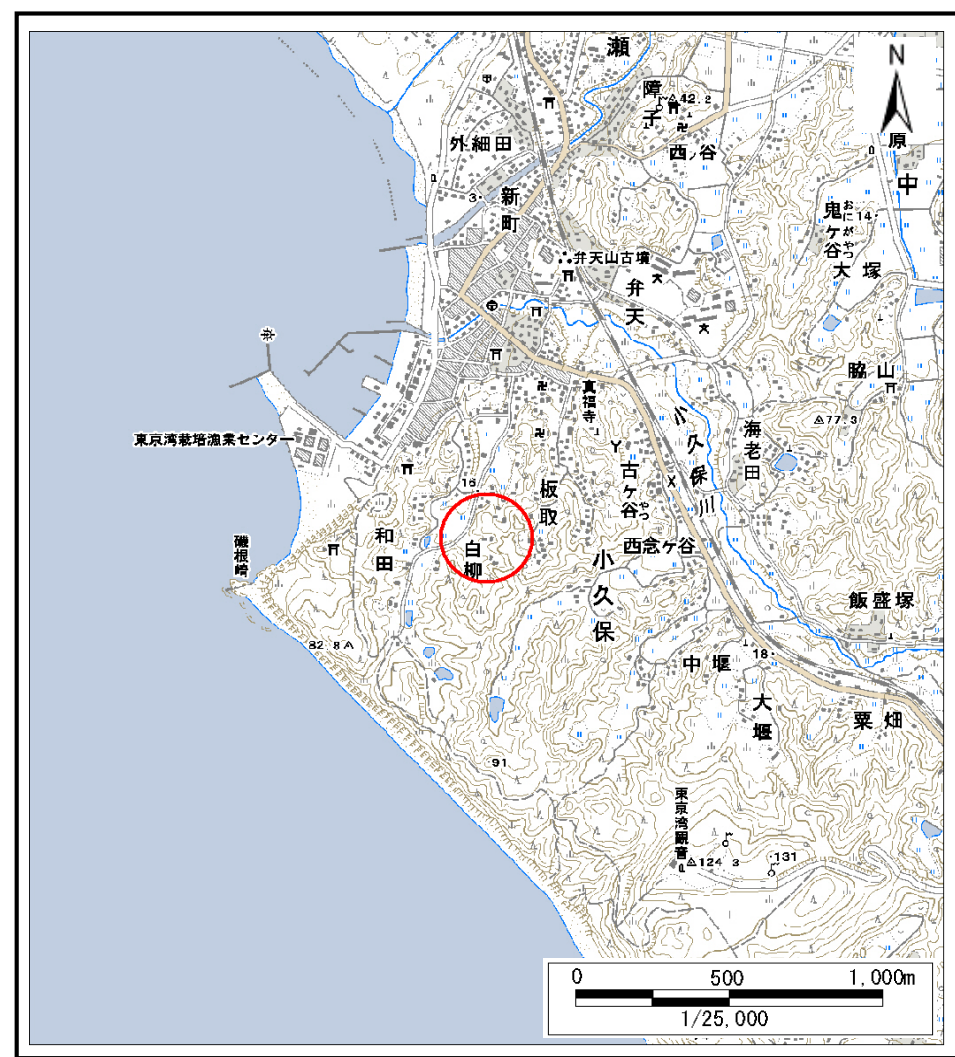 瀬
N
障子
42.2
原
外細田
西ノ谷
中
3
新町
鬼ヶ谷
おにがやつ
14
弁天山古墳
大塚
弁天
脇山
真福寺
小久保川
77.3
東京湾栽培漁業センター
海老田
古ケ谷
やつ
板取
16
磯根崎
和田
白柳
西念ケ谷
小久保
飯盛塚
82.8
中堰
18
大堰
粟畑
91
東京湾観音
124.3
131
0 500 1,000m
1/25,000